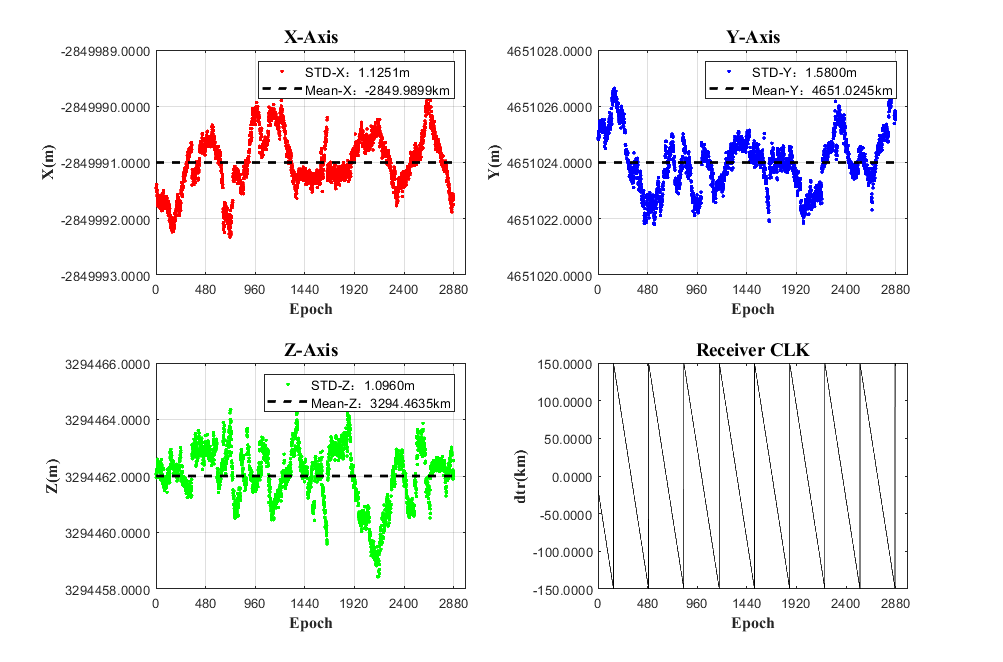 X-Axis
-2849989.0000
-2849990.0000
-2849991.0000
-2849992.0000
-2849993.0000
X(m)
STD-X：1.1251m
Mean-X：-2849.9899km
0 480 960 1440 1920 2400 2880
Epoch
Y-Axis
4651028.0000
4651026.0000
4651024.0000
4651022.0000
4651020.0000
Y(m)
STD-Y：1.5800m
Mean-Y：4651.0245km
0 480 960 1440 1920 2400 2880
Epoch
Z-Axis
3294466.0000
3294464.0000
3294462.0000
3294460.0000
3294458.0000
Z(m)
STD-Z：1.0960m
Mean-Z：3294.4635km
0 480 960 1440 1920 2400 2880
Epoch
Receiver CLK
150.0000
100.0000
50.0000
0.0000
-50.0000
-100.0000
-150.0000
dtr(km)
0 480 960 1440 1920 2400 2880
Epoch